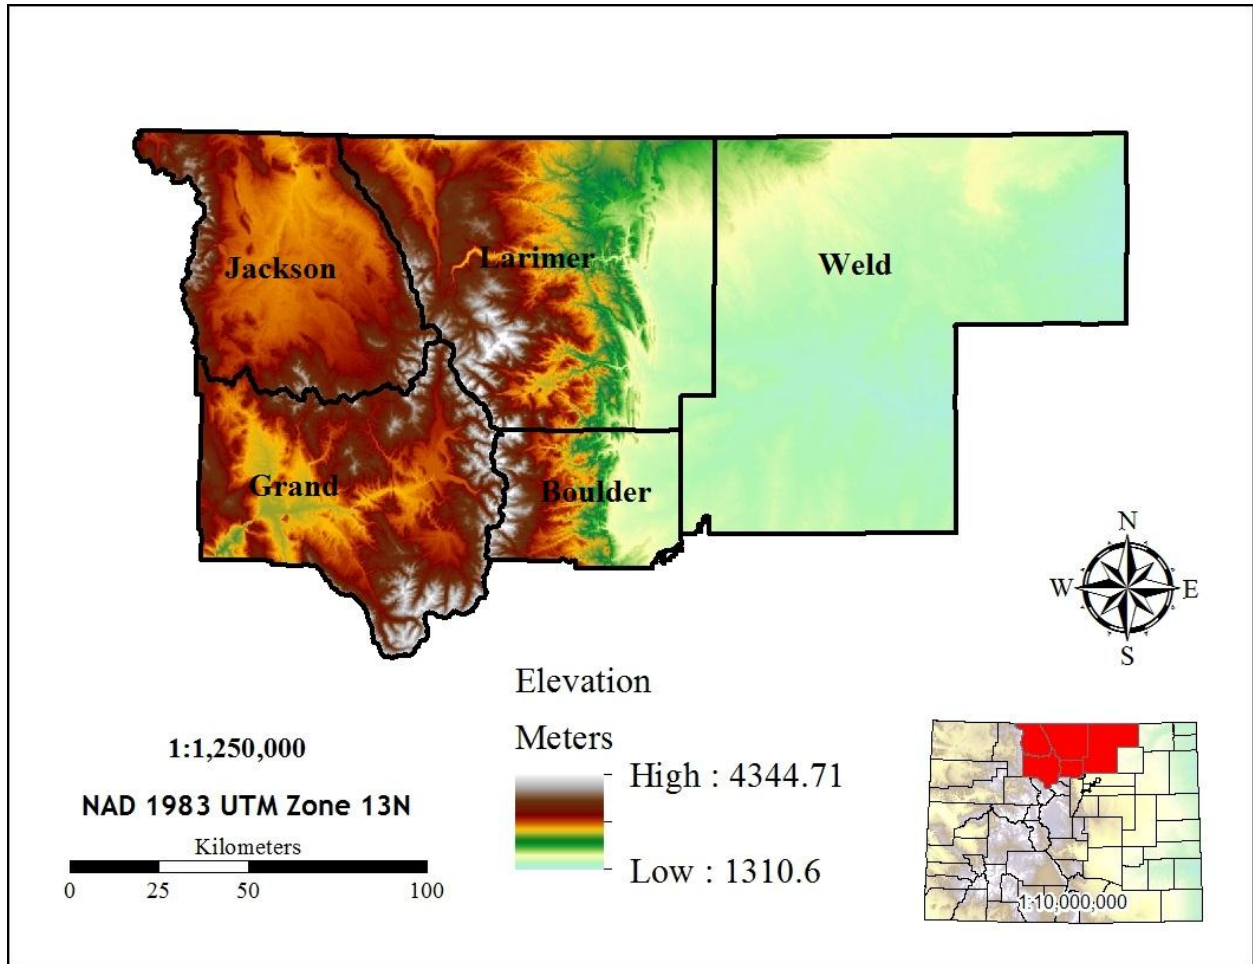 Jackson
Larimer
Weld
Grand
Boulder
N
W E
S
Elevation
Meters
High : 4344.71
Low : 1310.6
1:1,250,000
NAD 1983 UTM Zone 13N
Kilometers
0 25 50 100
1:10,000,000